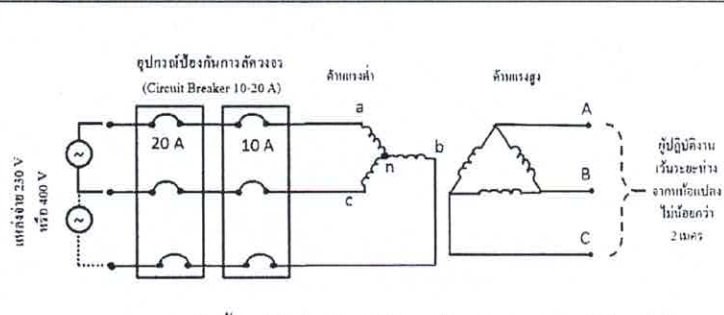 อุปกรณ์ป้องกันการลัดวงจร
(Circuit Breaker 10-20 A)
ด้านแรงต่ำ
ด้านแรงสูง
a
A
20 A
10 A
b
n
B
c
C
แหล่งจ่าย 230 V
หรือ 400 V
~
~
ผู้ปฏิบัติงาน
เว้นระยะห่าง
จากหม้อแปลง
ไม่น้อยกว่า
2 เมตร